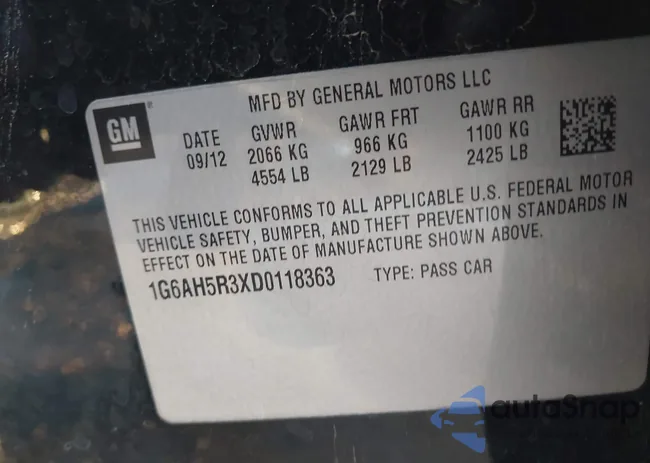 MFD BY GENERAL MOTORS LLC
GM
DATE GVWR GAWR FRT GAWR RR
09/12 2066 KG 966 KG 1100 KG
4554 LB 2129 LB 2425 LB
THIS VEHICLE CONFORMS TO ALL APPLICABLE U.S. FEDERAL MOTOR
VEHICLE SAFETY, BUMPER, AND THEFT PREVENTION STANDARDS IN
EFFECT ON THE DATE OF MANUFACTURE SHOWN ABOVE.
1G6AH5R3XD0118363 TYPE: PASS CAR
autoSnap